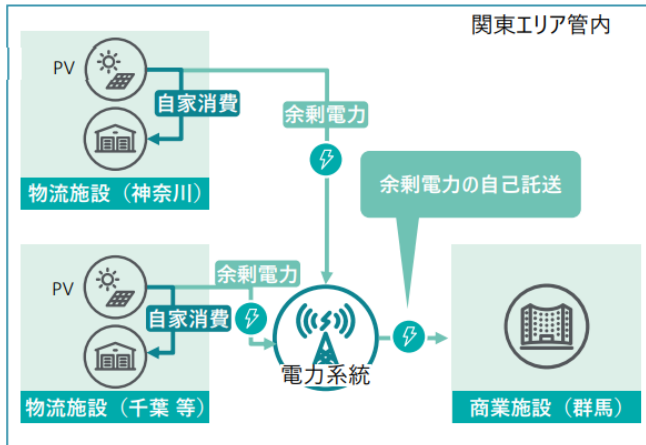 関東エリア管内
PV
自家消費
余剰電力
物流施設（神奈川）
余剰電力の自己託送
PV
余剰電力
自家消費
電力系統
物流施設（千葉 等）
商業施設（群馬）